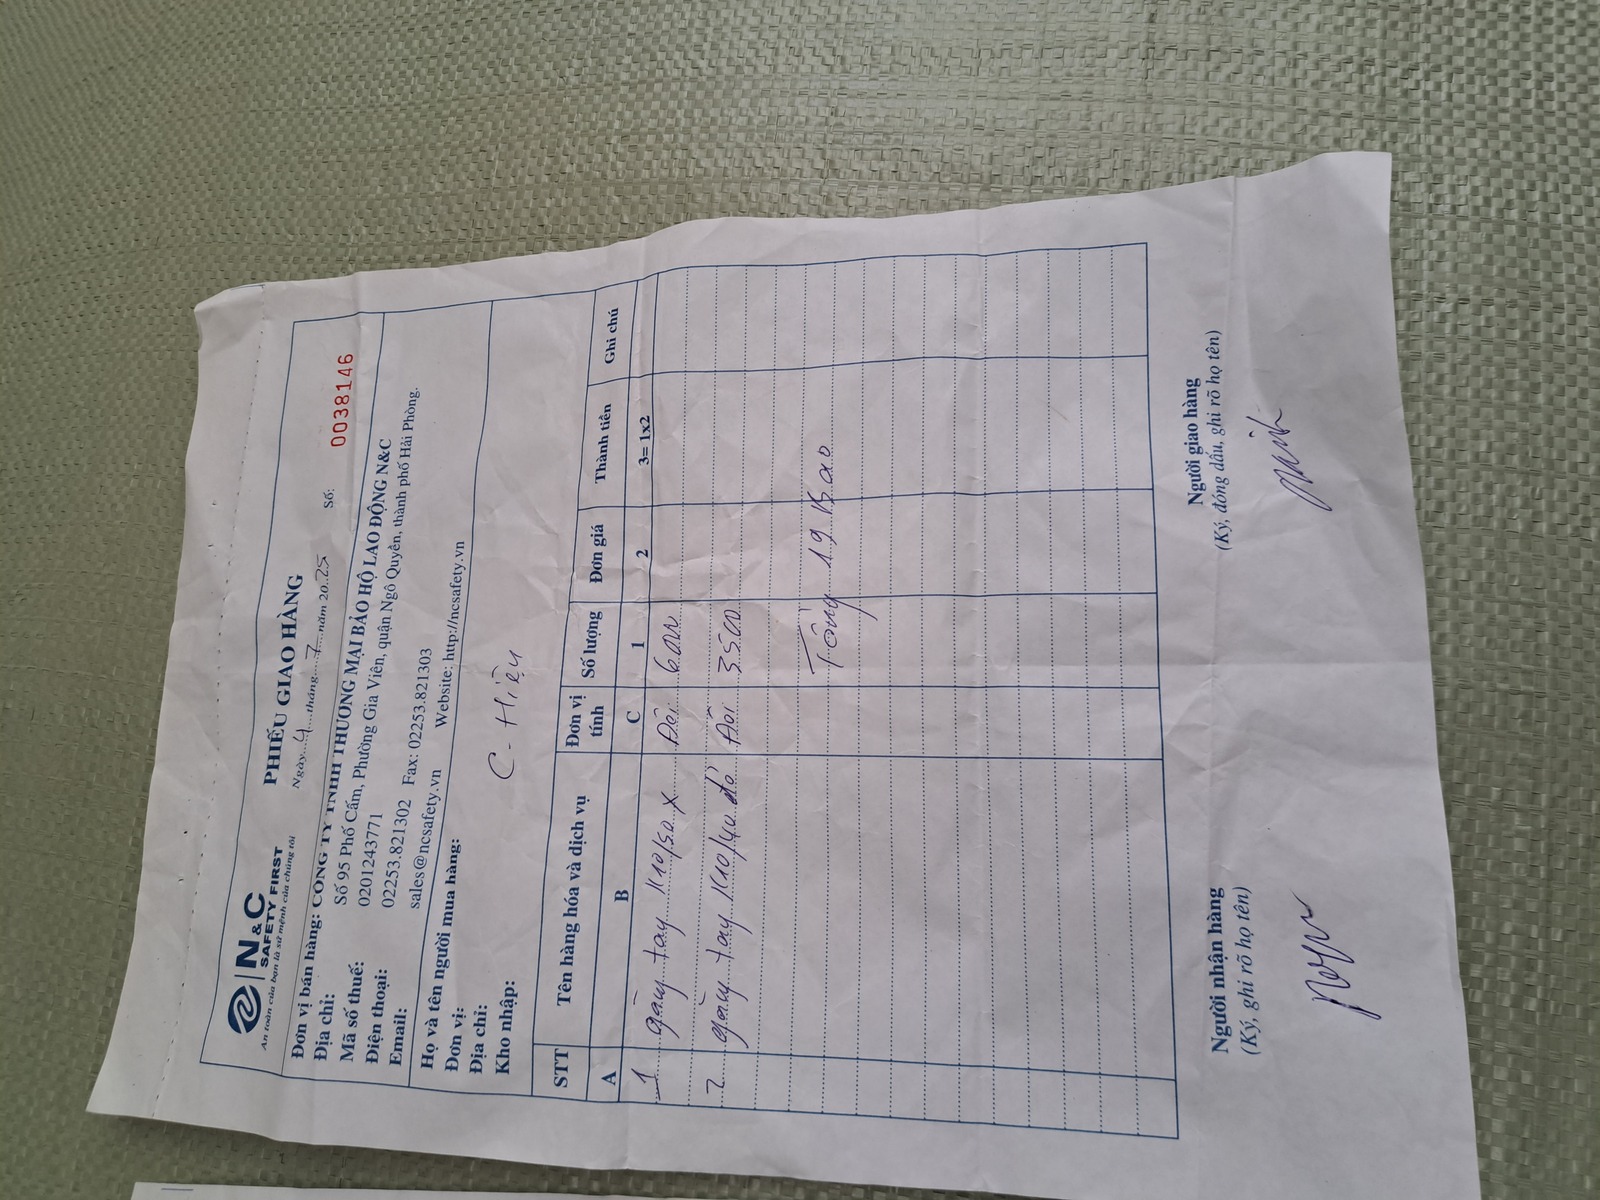 N&C
SAFETY FIRST
An toàn của bạn là sứ mệnh của chúng tôi
PHIẾU GIAO HÀNG
Ngày 4 tháng 7 năm 2025
Số: 0038146
Đơn vị bán hàng: CÔNG TY TNHH THƯƠNG MẠI BẢO HỘ LAO ĐỘNG N&C
Địa chỉ: Số 95 Phố Cấm, Phường Gia Viên, quận Ngô Quyền, thành phố Hải Phòng.
Mã số thuế: 0201243771
Điện thoại: 02253.821302 Fax: 02253.821303
Email: sales@ncsafety.vn Website: http://ncsafety.vn
Họ và tên người mua hàng:
Đơn vị: C- Hiệu
Địa chỉ:
Kho nhập:
STT Tên hàng hóa và dịch vụ Đơn vị tính Số lượng Đơn giá Thành tiền Ghi chú
A B C 1 2 3= 1x2
1 găng tay K10/50 X Đôi 6.000
2 găng tay K10/40 đỏ Đôi 3.500
Tổng 19 Bao
Người nhận hàng Người giao hàng
(Ký, ghi rõ họ tên) (Ký, đóng dấu, ghi rõ họ tên)
Minh